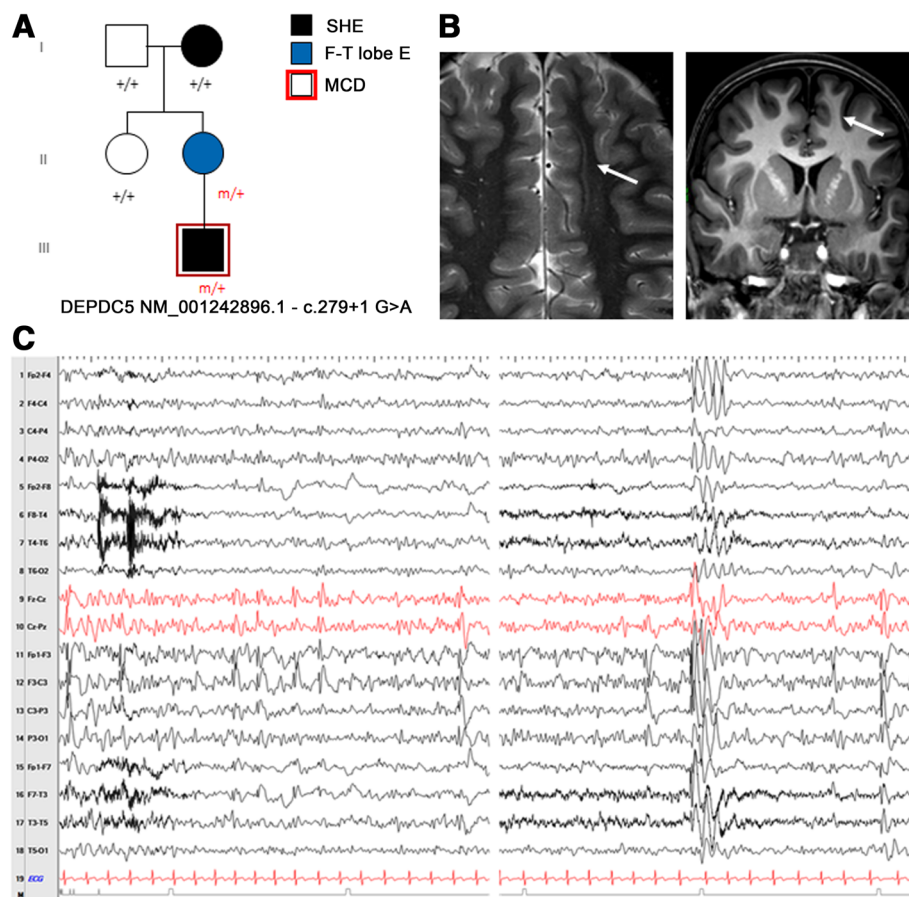 A
I
+/+
+/+
II
+/+
m/+
III
m/+
DEPDC5 NM_001242896.1 - c.279+1 G>A
SHE
F-T lobe E
MCD
B
C
1 Fp2-F4
2 F4-C4
3 C4-P4
4 P4-O2
5 Fp2-F8
6 F8-T4
7 T4-T6
8 T6-O2
9 Fz-Cz
10 Cz-Pz
11 Fp1-F3
12 F3-C3
13 C3-P3
14 P3-O1
15 Fp1-F7
16 F7-T3
17 T3-T5
18 T5-O1
19 ECG